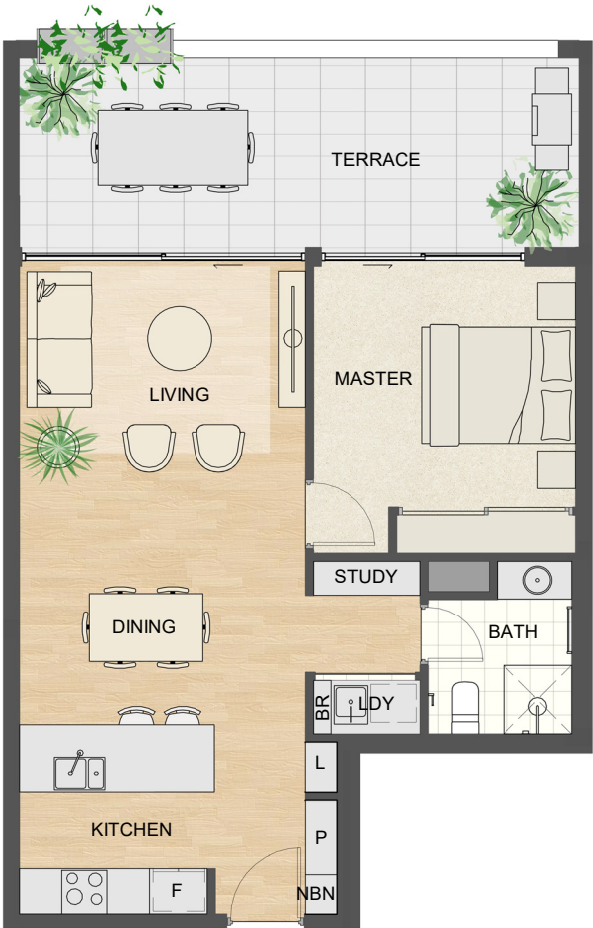 TERRACE
MASTER
LIVING
STUDY
DINING
BATH
BR
LDY
L
KITCHEN
P
F
NBN